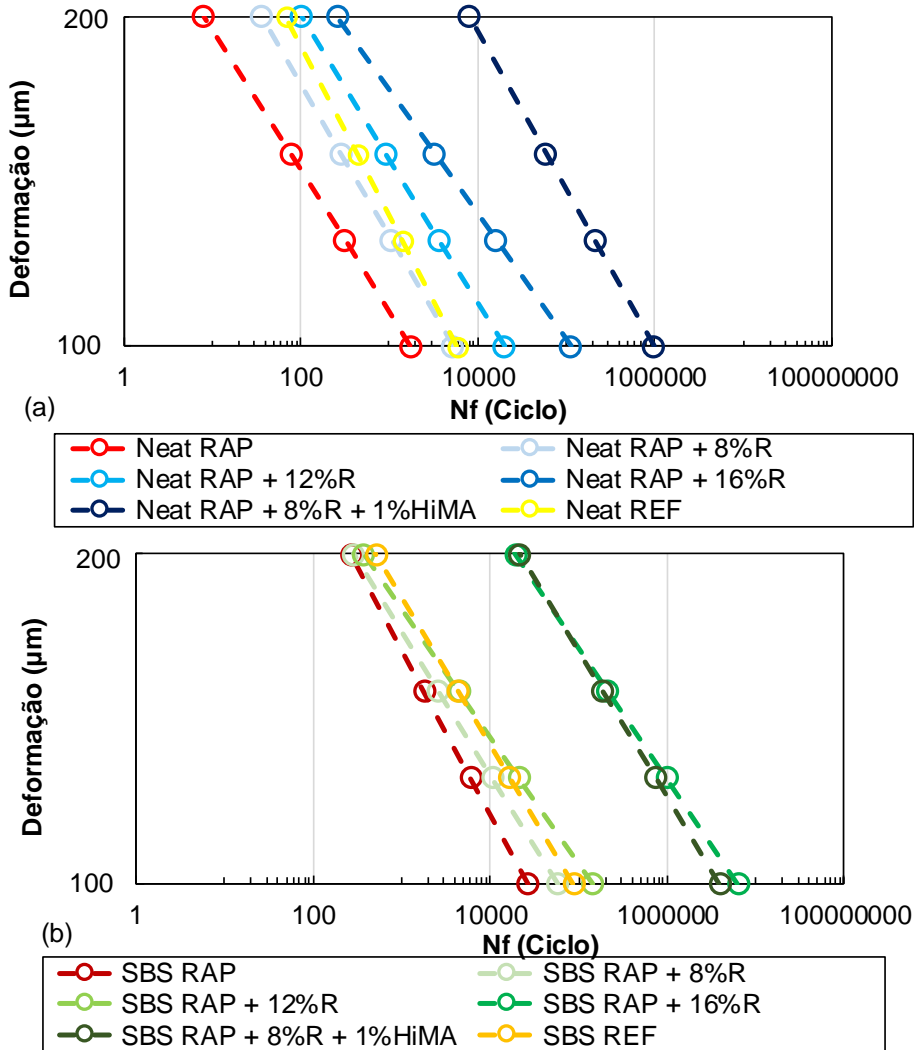 200
Deformação (µm)
100
1 100 10000 1000000 100000000
(a)
Nf (Ciclo)
Neat RAP Neat RAP + 8%R
Neat RAP + 12%R Neat RAP + 16%R
Neat RAP + 8%R + 1%HiMA Neat REF
200
Deformação (µm)
100
1 100 10000 1000000 100000000
(b)
Nf (Ciclo)
SBS RAP SBS RAP + 8%R
SBS RAP + 12%R SBS RAP + 16%R
SBS RAP + 8%R + 1%HiMA SBS REF